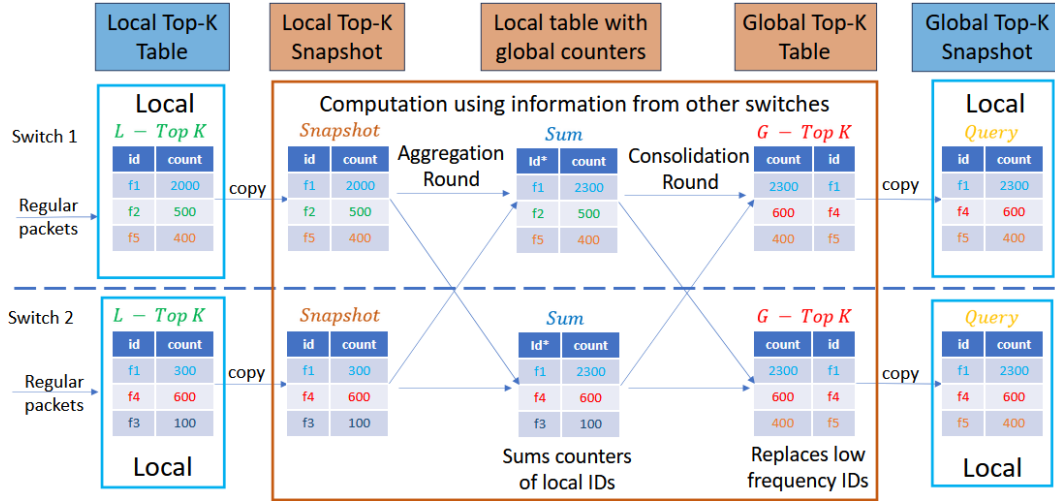 Local Top-K
Table
Local Top-K
Snapshot
Local table with
global counters
Global Top-K
Table
Global Top-K
Snapshot
Switch 1
Regular
packets
Local
L − Top K
id count
f1 2000
f2 500
f5 400
copy
Computation using information from other switches
Snapshot
id count
f1 2000
f2 500
f5 400
Aggregation
Round
Sum
Id* count
f1 2300
f2 500
f5 400
Consolidation
Round
G − Top K
count id
2300 f1
600 f4
400 f5
copy
Local
Query
id count
f1 2300
f4 600
f5 400
Switch 2
Regular
packets
L − Top K
id count
f1 300
f4 600
f3 100
Local
copy
Snapshot
id count
f1 300
f4 600
f3 100
Sum
Id* count
f1 2300
f4 600
f3 100
Sums counters
of local IDs
G − Top K
count id
2300 f1
600 f4
400 f5
Replaces low
frequency IDs
copy
Query
id count
f1 2300
f4 600
f5 400
Local